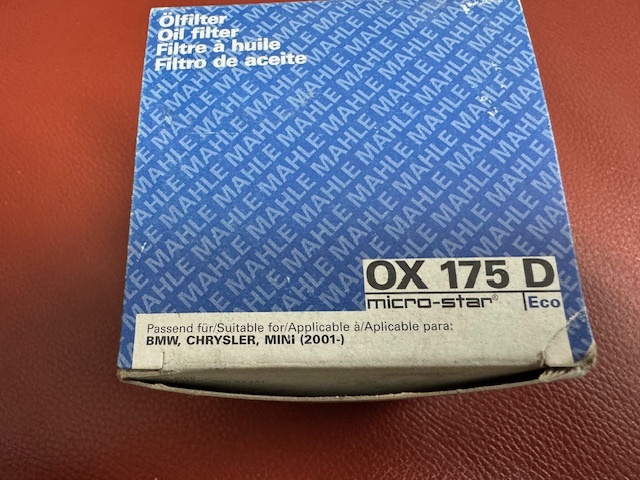 Ölfilter
Oil filter
Filtre à huile
Filtro de aceite
MAHLE
OX 175 D
micro-star®
Eco
Passend für/Suitable for/Applicable à/Aplicable para:
BMW, CHRYSLER, MINI (2001-)